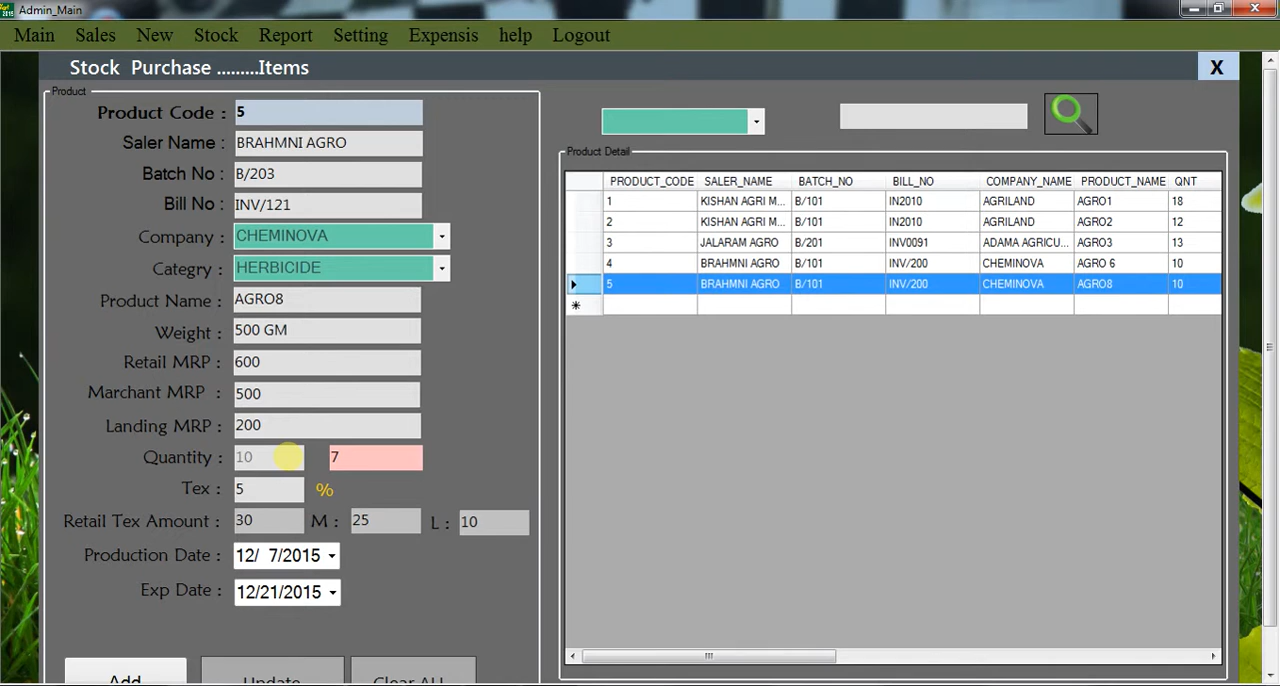 Admin_Main
Main Sales New Stock Report Setting Expensis help Logout
Stock Purchase .........Items X
Product
Product Code : 5
Saler Name : BRAHMNI AGRO
Batch No : B/203
Bill No : INV/121
Company : CHEMINOVA
Categry : HERBICIDE
Product Name : AGRO8
Weight : 500 GM
Retail MRP : 600
Marchant MRP : 500
Landing MRP : 200
Quantity : 10 7
Tex : 5 %
Retail Tex Amount : 30 M : 25 L : 10
Production Date : 12/ 7/2015
Exp Date : 12/21/2015
Add Update Clear ALL
Product Detail
PRODUCT_CODE SALER_NAME BATCH_NO BILL_NO COMPANY_NAME PRODUCT_NAME QNT
1 KISHAN AGRI M... B/101 IN2010 AGRILAND AGRO1 18
2 KISHAN AGRI M... B/101 IN2010 AGRILAND AGRO2 12
3 JALARAM AGRO B/201 INV0091 ADAMA AGRICU... AGRO3 13
4 BRAHMNI AGRO B/101 INV/200 CHEMINOVA AGRO 6 10
5 BRAHMNI AGRO B/101 INV/200 CHEMINOVA AGRO8 10